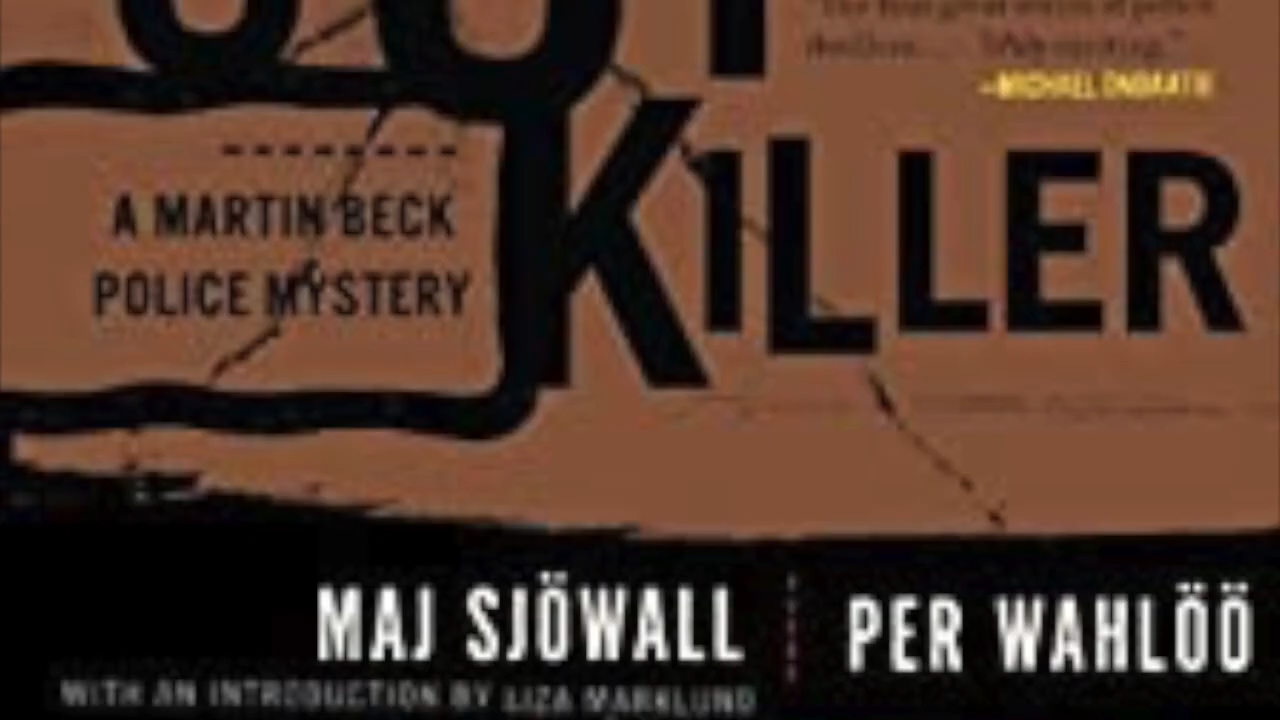 KILLER
—MICHAEL ONDAATJE
A MARTIN BECK
POLICE MYSTERY
MAJ SJÖWALL
PER WAHLÖÖ
WITH AN INTRODUCTION BY LIZA MARKLUND